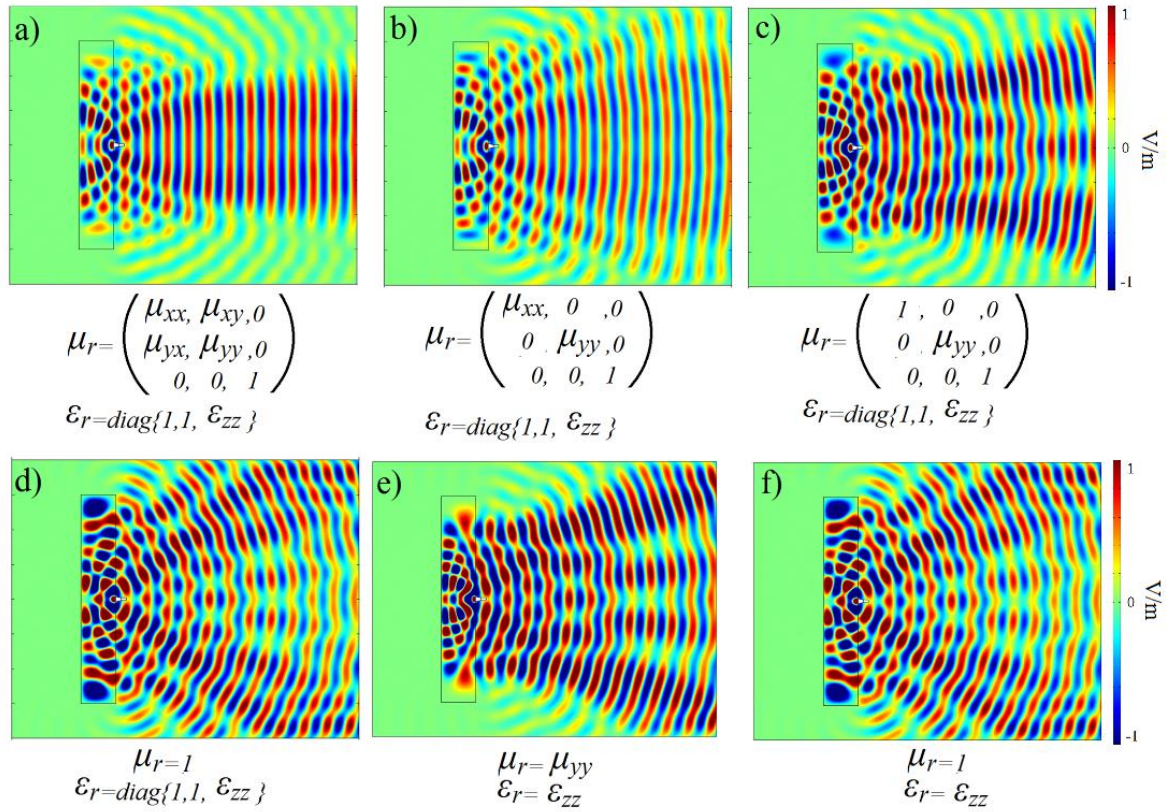 a) b) c)
1
0
-1
V/m
μr= ( μxx, μxy ,0
μyx, μyy ,0
0, 0, 1 )
εr=diag{1,1, εzz }
μr= ( μxx, 0 ,0
0 . μyy ,0
0, 0, 1 )
εr=diag{1,1, εzz }
μr= ( 1 , 0 ,0
0 . μyy ,0
0, 0, 1 )
εr=diag{1,1, εzz }
d) e) f)
1
0
-1
V/m
μr=1
εr=diag{1,1, εzz }
μr= μyy
εr= εzz
μr=1
εr= εzz